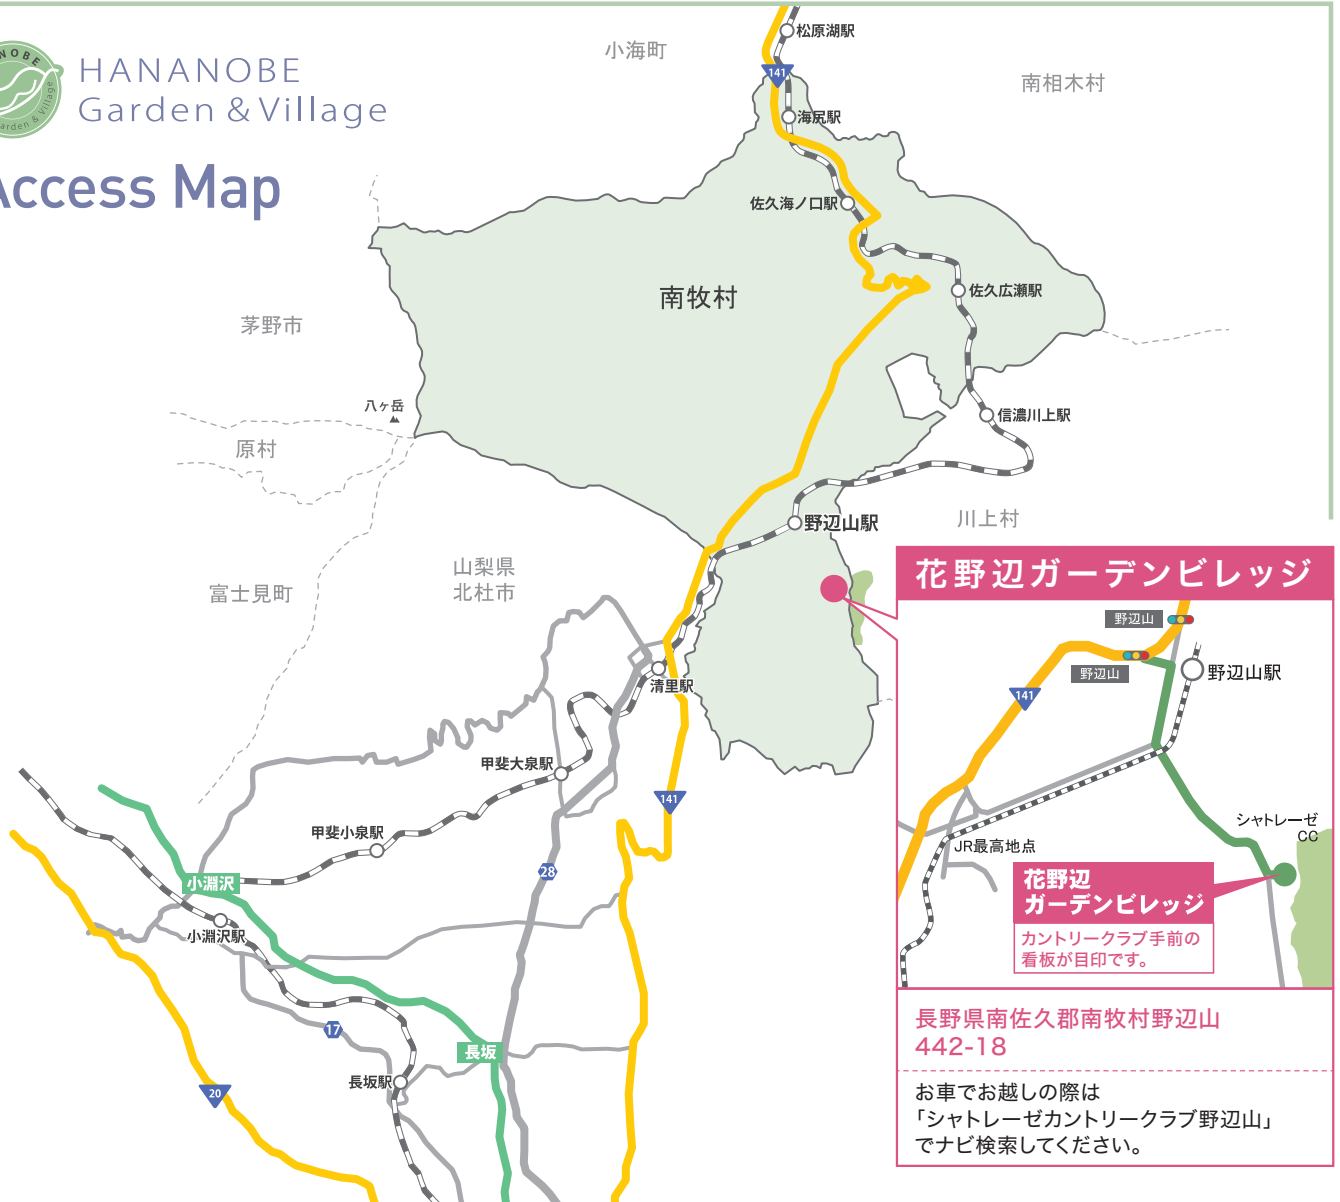 NOBE
arden & Village
HANANOBE
Garden & Village
Access Map
小海町
松原湖駅
141
南相木村
海尻駅
佐久海ノ口駅
南牧村
佐久広瀬駅
茅野市
八ヶ岳
信濃川上駅
原村
野辺山駅
川上村
山梨県
北杜市
富士見町
清里駅
甲斐大泉駅
141
甲斐小泉駅
28
小淵沢
小淵沢駅
17
長坂
長坂駅
20
花野辺ガーデンビレッジ
野辺山
野辺山
野辺山駅
141
シャトレーゼ
CC
JR最高地点
花野辺
ガーデンビレッジ
カントリークラブ手前の
看板が目印です。
長野県南佐久郡南牧村野辺山
442-18
お車でお越しの際は
「シャトレーゼカントリークラブ野辺山」
でナビ検索してください。